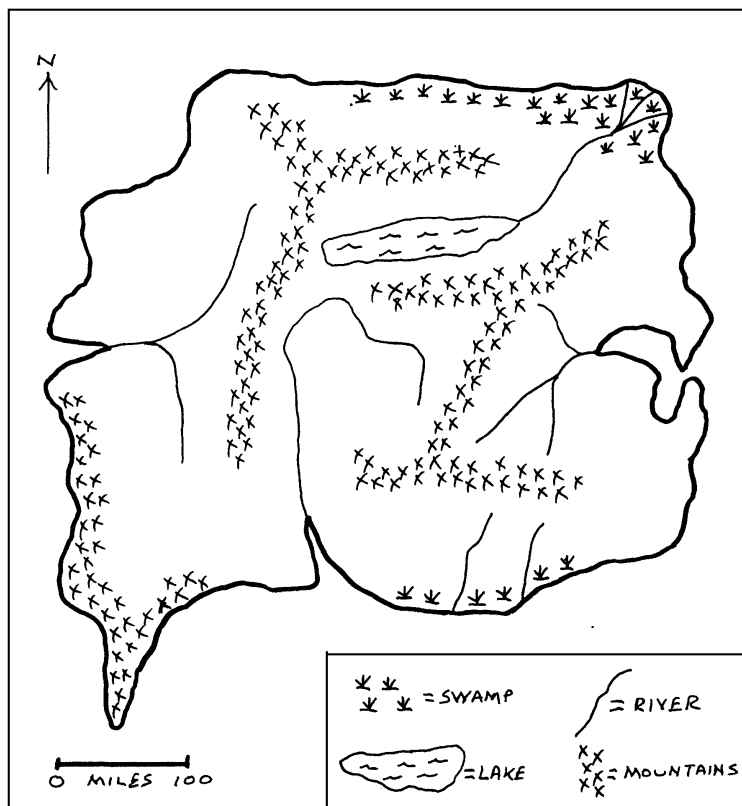 N
= SWAMP
= RIVER
= LAKE
= MOUNTAINS
0 MILES 100